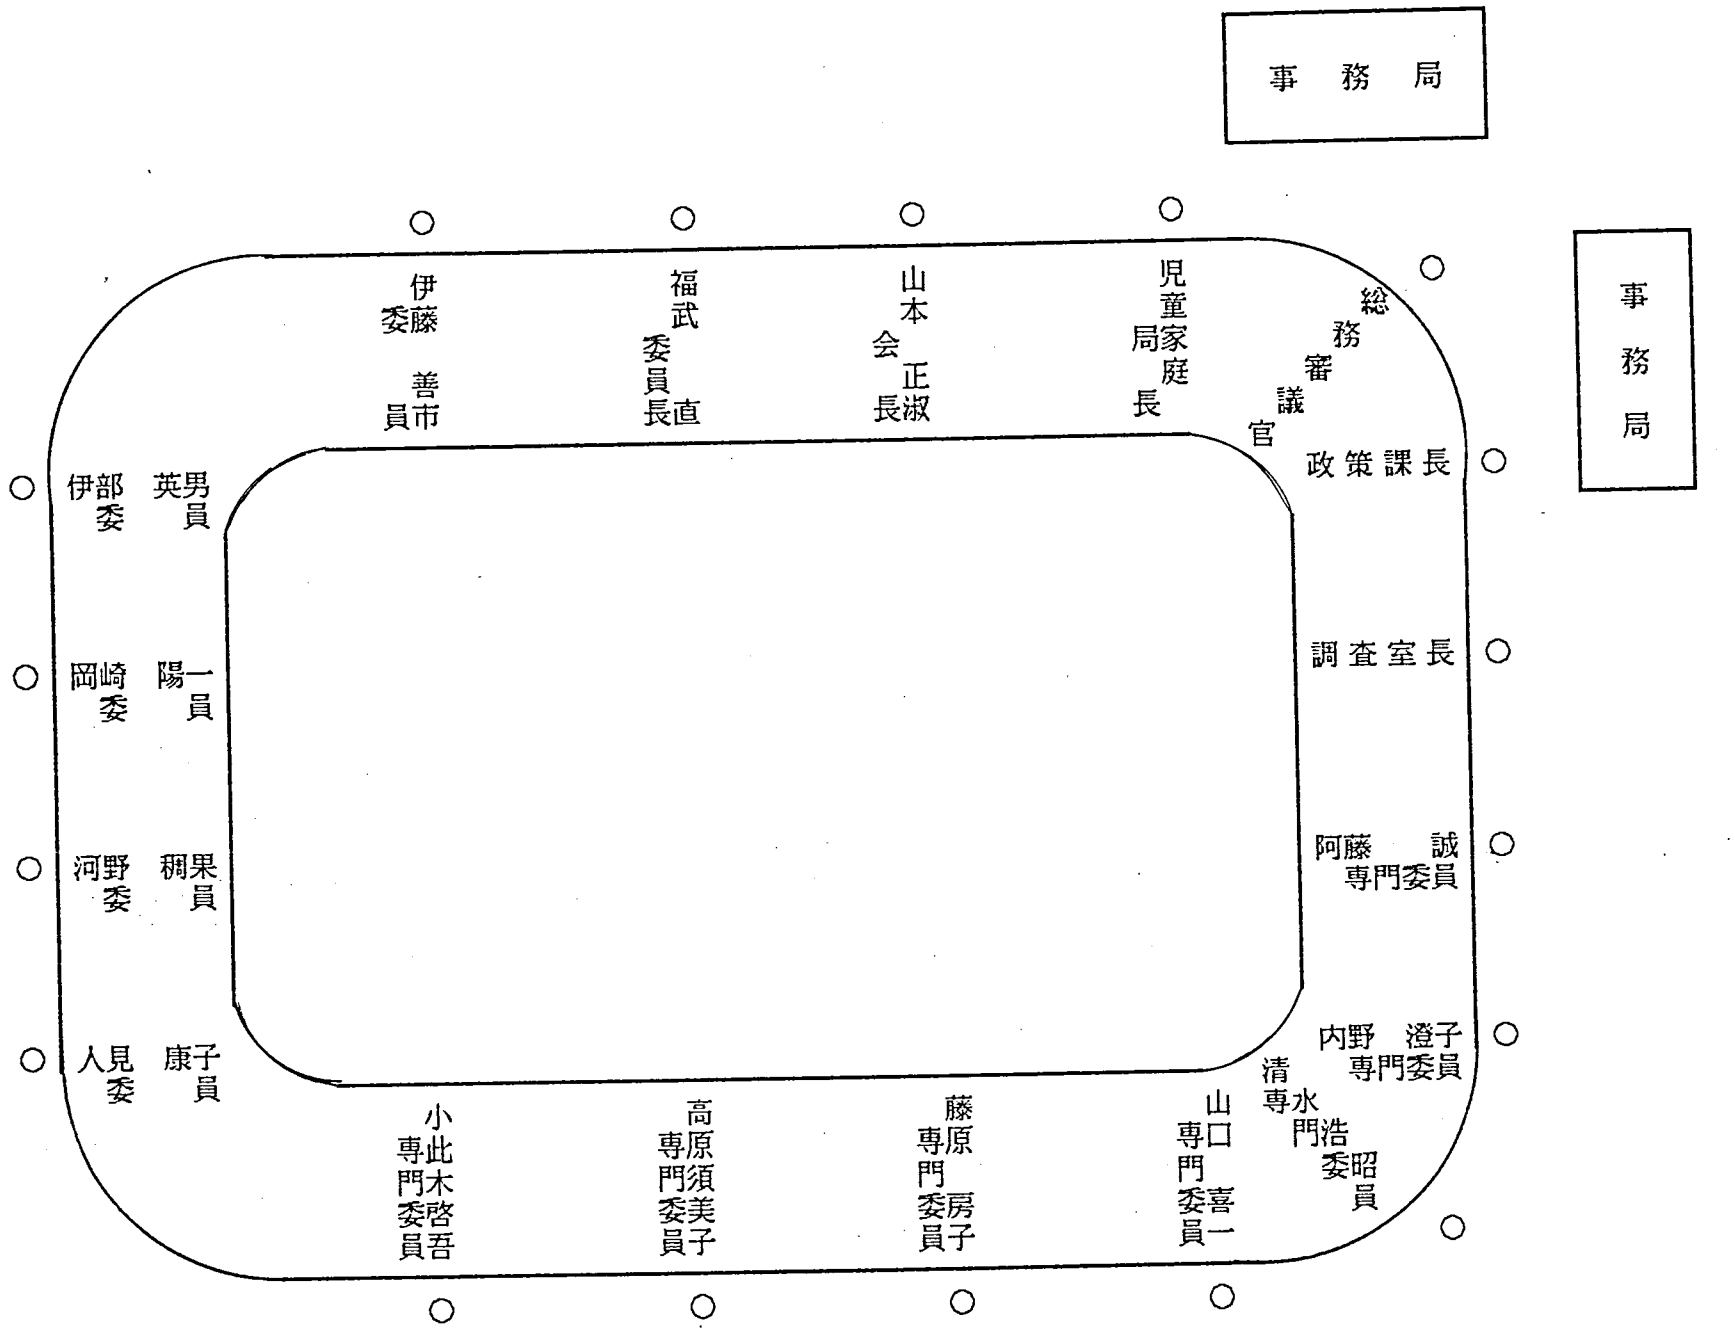 事務局
事務局
伊藤 善市
委員
福武 直
委員長
山本 正淑
会長
児童家庭
局長
総務審議官
政策課長
調査室長
阿藤 誠
専門委員
内野 澄子
専門委員
清水 浩昭
専門委員
山口 喜一
専門委員
藤原 房子
専門委員
高原須美子
専門委員
小此木啓吾
専門委員
人見 康子
委員
河野 稠果
委員
岡崎 陽一
委員
伊部 英男
委員